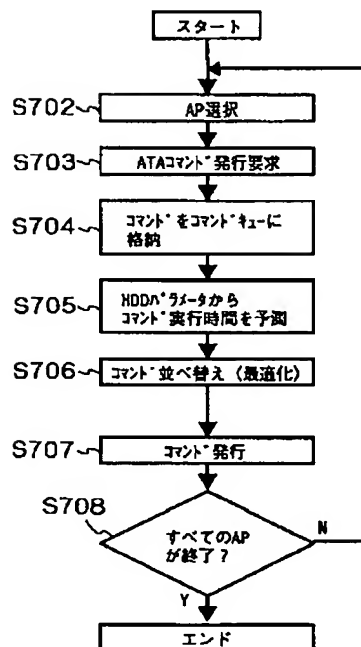 スタート
S702
AP選択
S703
ATAコマンド発行要求
S704
コマンドをコマンドキューに
格納
S705
HDDパラメータから
コマンド実行時間を予測
S706
コマンド並べ替え (最適化)
S707
コマンド発行
S708
すべてのAP
が終了?
N
Y
エンド